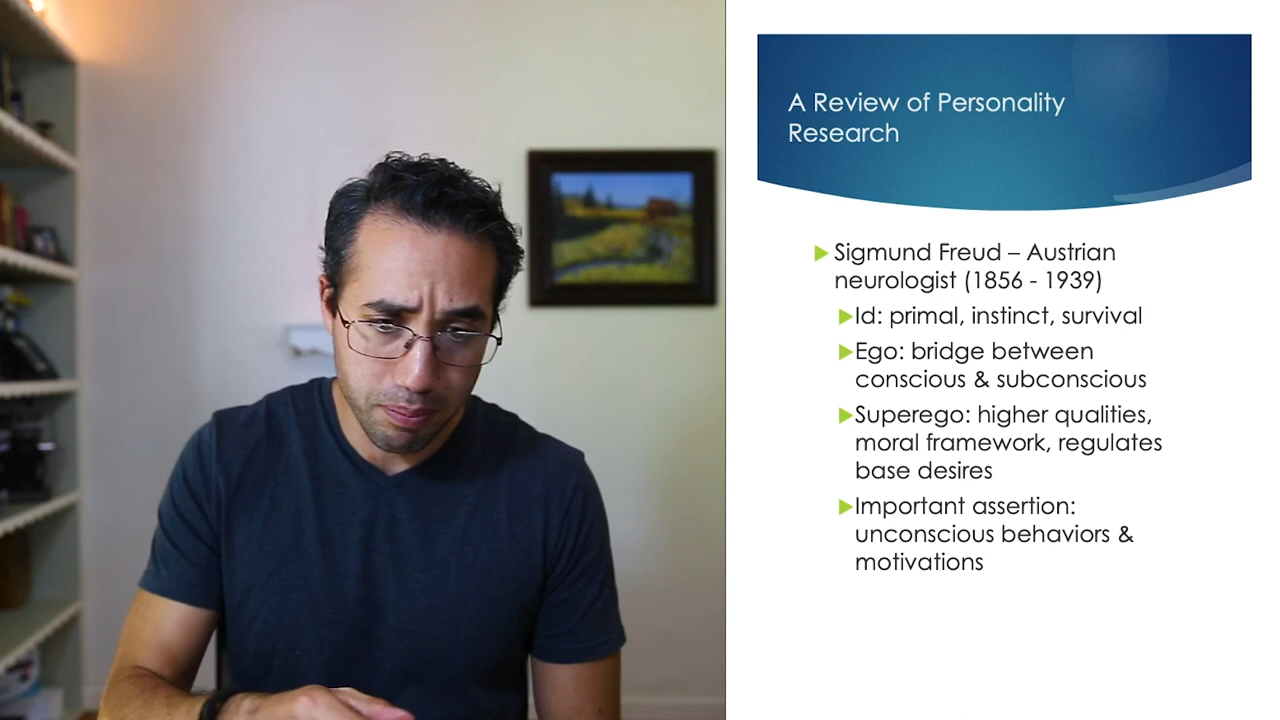 A Review of Personality
Research
Sigmund Freud – Austrian
neurologist (1856 - 1939)
Id: primal, instinct, survival
Ego: bridge between
conscious & subconscious
Superego: higher qualities,
moral framework, regulates
base desires
Important assertion:
unconscious behaviors &
motivations